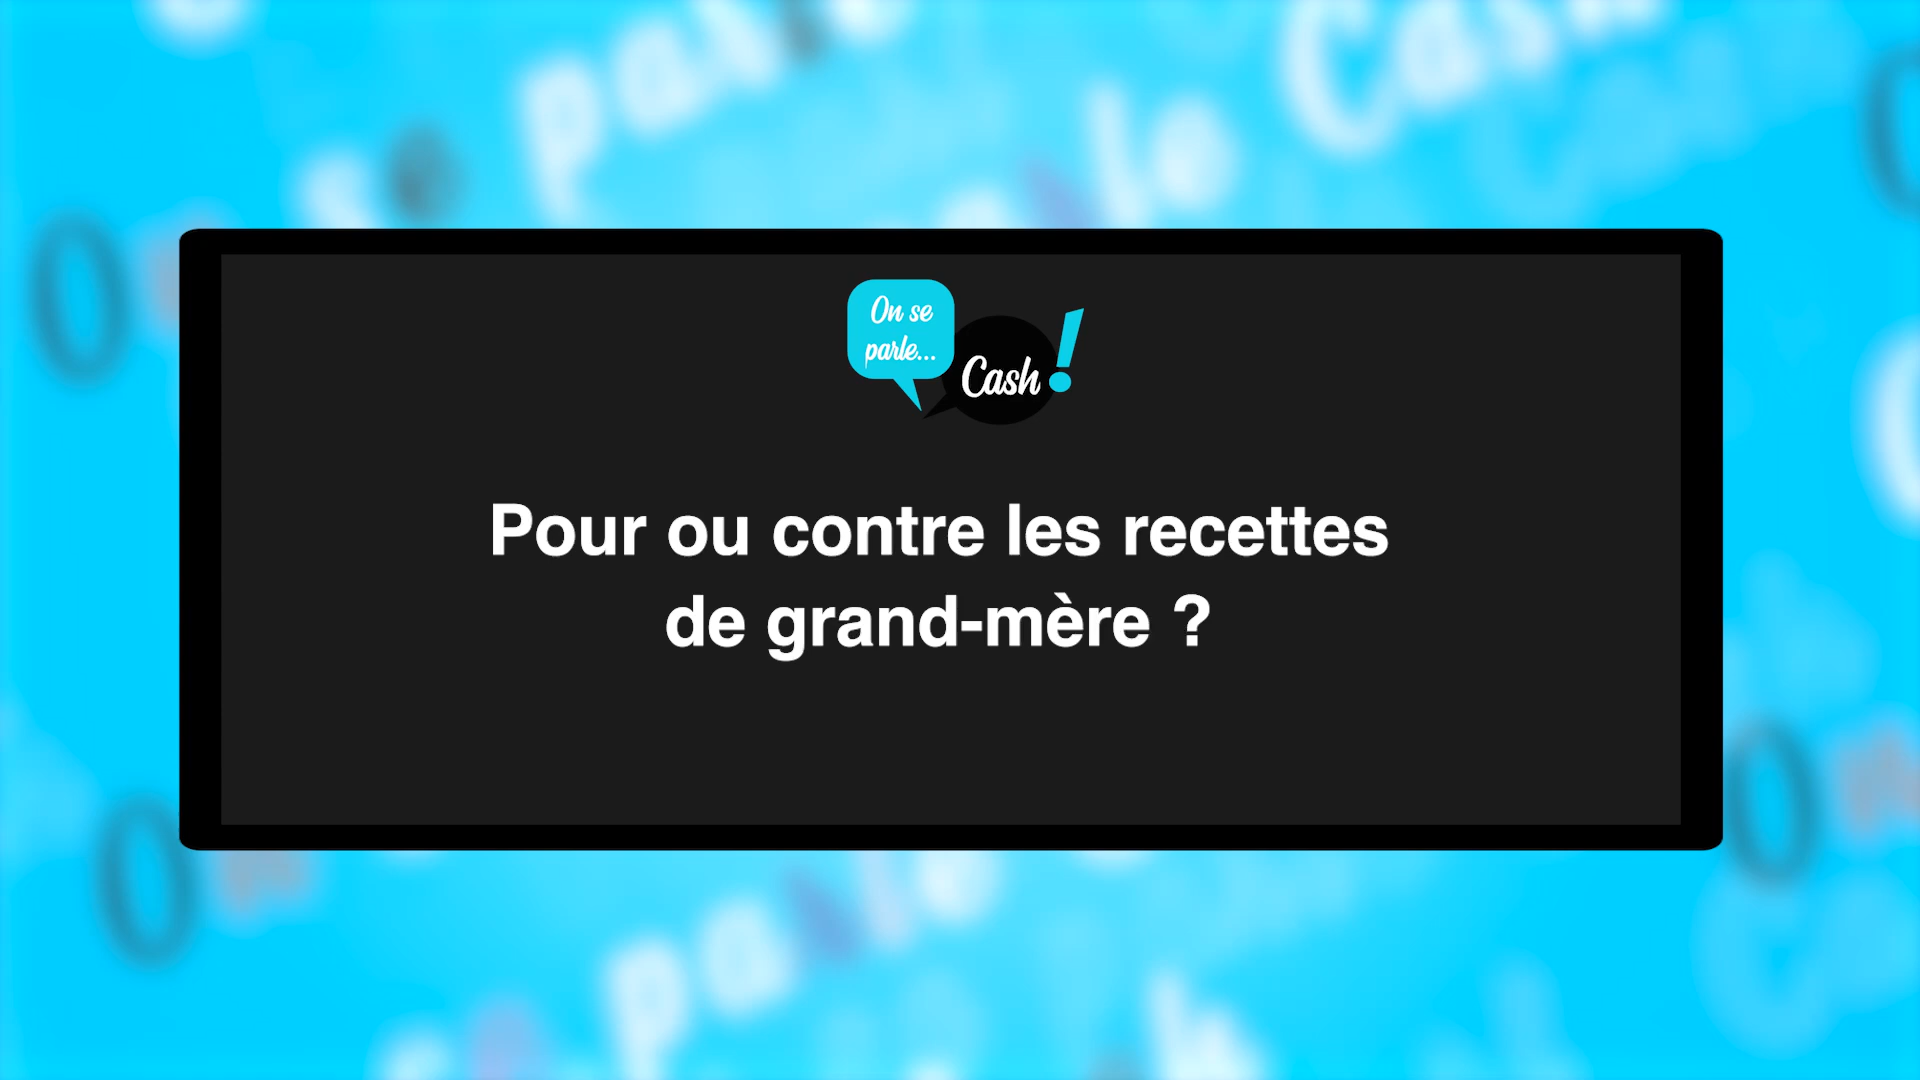 On se
parle...
Cash !
Pour ou contre les recettes
de grand-mère ?